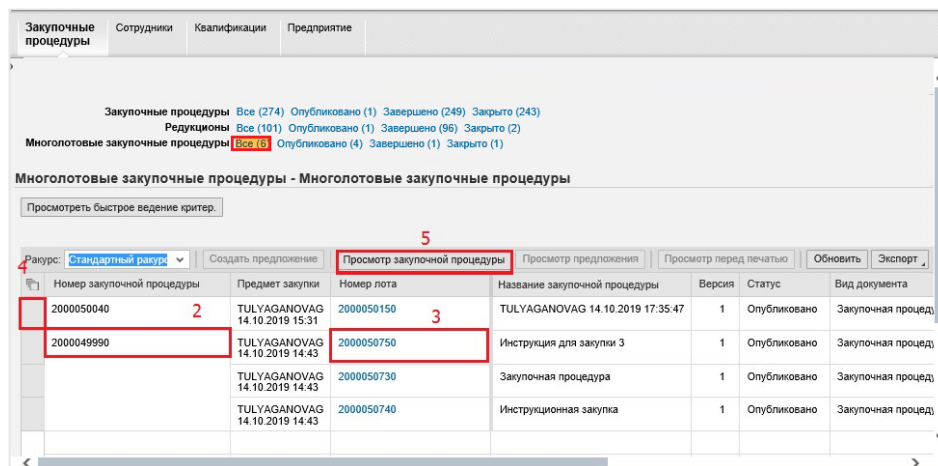 Закупочные процедуры Сотрудники Квалификации Предприятие
Закупочные процедуры Все (274) Опубликовано (1) Завершено (249) Закрыто (243)
Редукционы Все (101) Опубликовано (1) Завершено (96) Закрыто (2)
Многолотовые закупочные процедуры Все (6) Опубликовано (4) Завершено (1) Закрыто (1)
Многолотовые закупочные процедуры - Многолотовые закупочные процедуры
Просмотреть быстрое ведение критер.
5
Ракурс: Стандартный ракурс Создать предложение Просмотр закупочной процедуры Просмотр предложения Просмотр перед печатью Обновить Экспорт
4
Номер закупочной процедуры Предмет закупки Номер лота Название закупочной процедуры Версия Статус Вид документа
2000050040 2 TULYAGANOVAG 14.10.2019 15:31 2000050150 3 TULYAGANOVAG 14.10.2019 17:35:47 1 Опубликовано Закупочная процеду
2000049990 TULYAGANOVAG 14.10.2019 14:43 2000050750 Инструкция для закупки 3 1 Опубликовано Закупочная процеду
TULYAGANOVAG 14.10.2019 14:43 2000050730 Закупочная процедура 1 Опубликовано Закупочная процеду
TULYAGANOVAG 14.10.2019 14:43 2000050740 Инструкционная закупка 1 Опубликовано Закупочная процеду